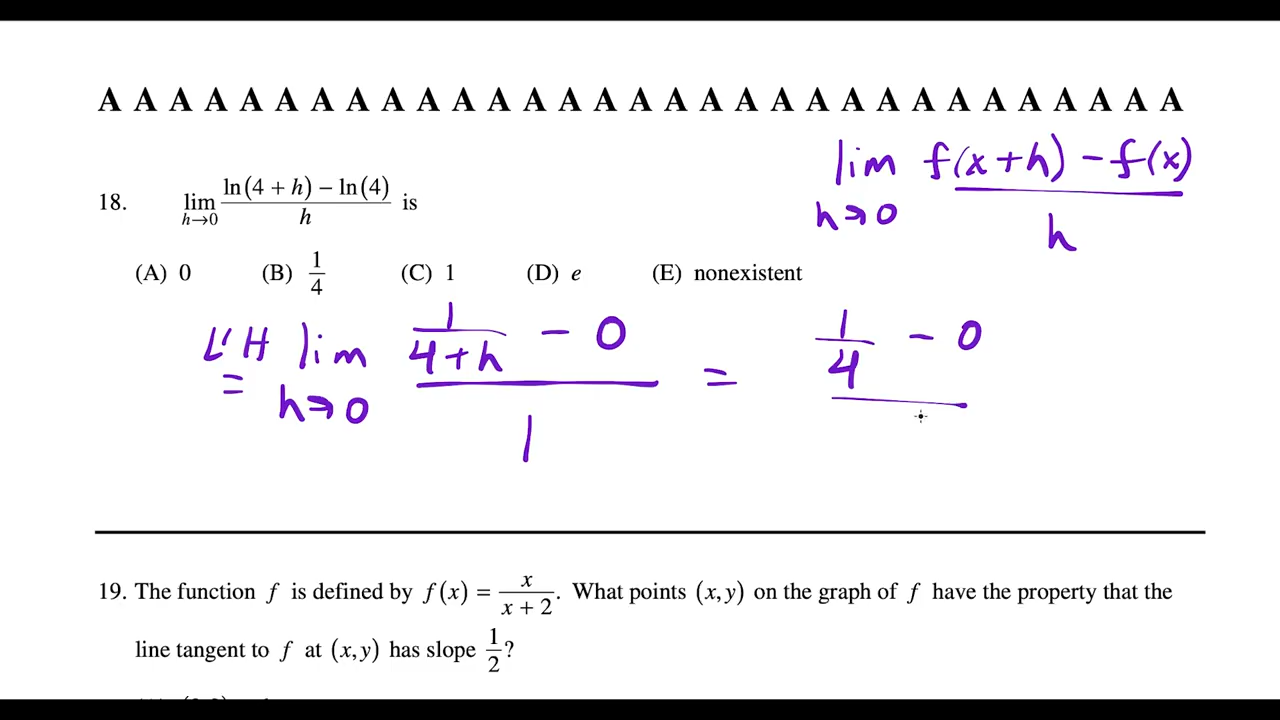 A A A A A A A A A A A A A A A A A A A A A A A A A A A A A A A
lim f(x+h) - f(x)
h→0 h
18. lim ln(4 + h) − ln(4) is
h→0 h
(A) 0 (B) 1/4 (C) 1 (D) e (E) nonexistent
L'H = lim h→0 (1/(4+h) - 0)/1 = 1/4 - 0
19. The function f is defined by f(x) = x/(x + 2). What points (x, y) on the graph of f have the property that the
line tangent to f at (x, y) has slope 1/2?